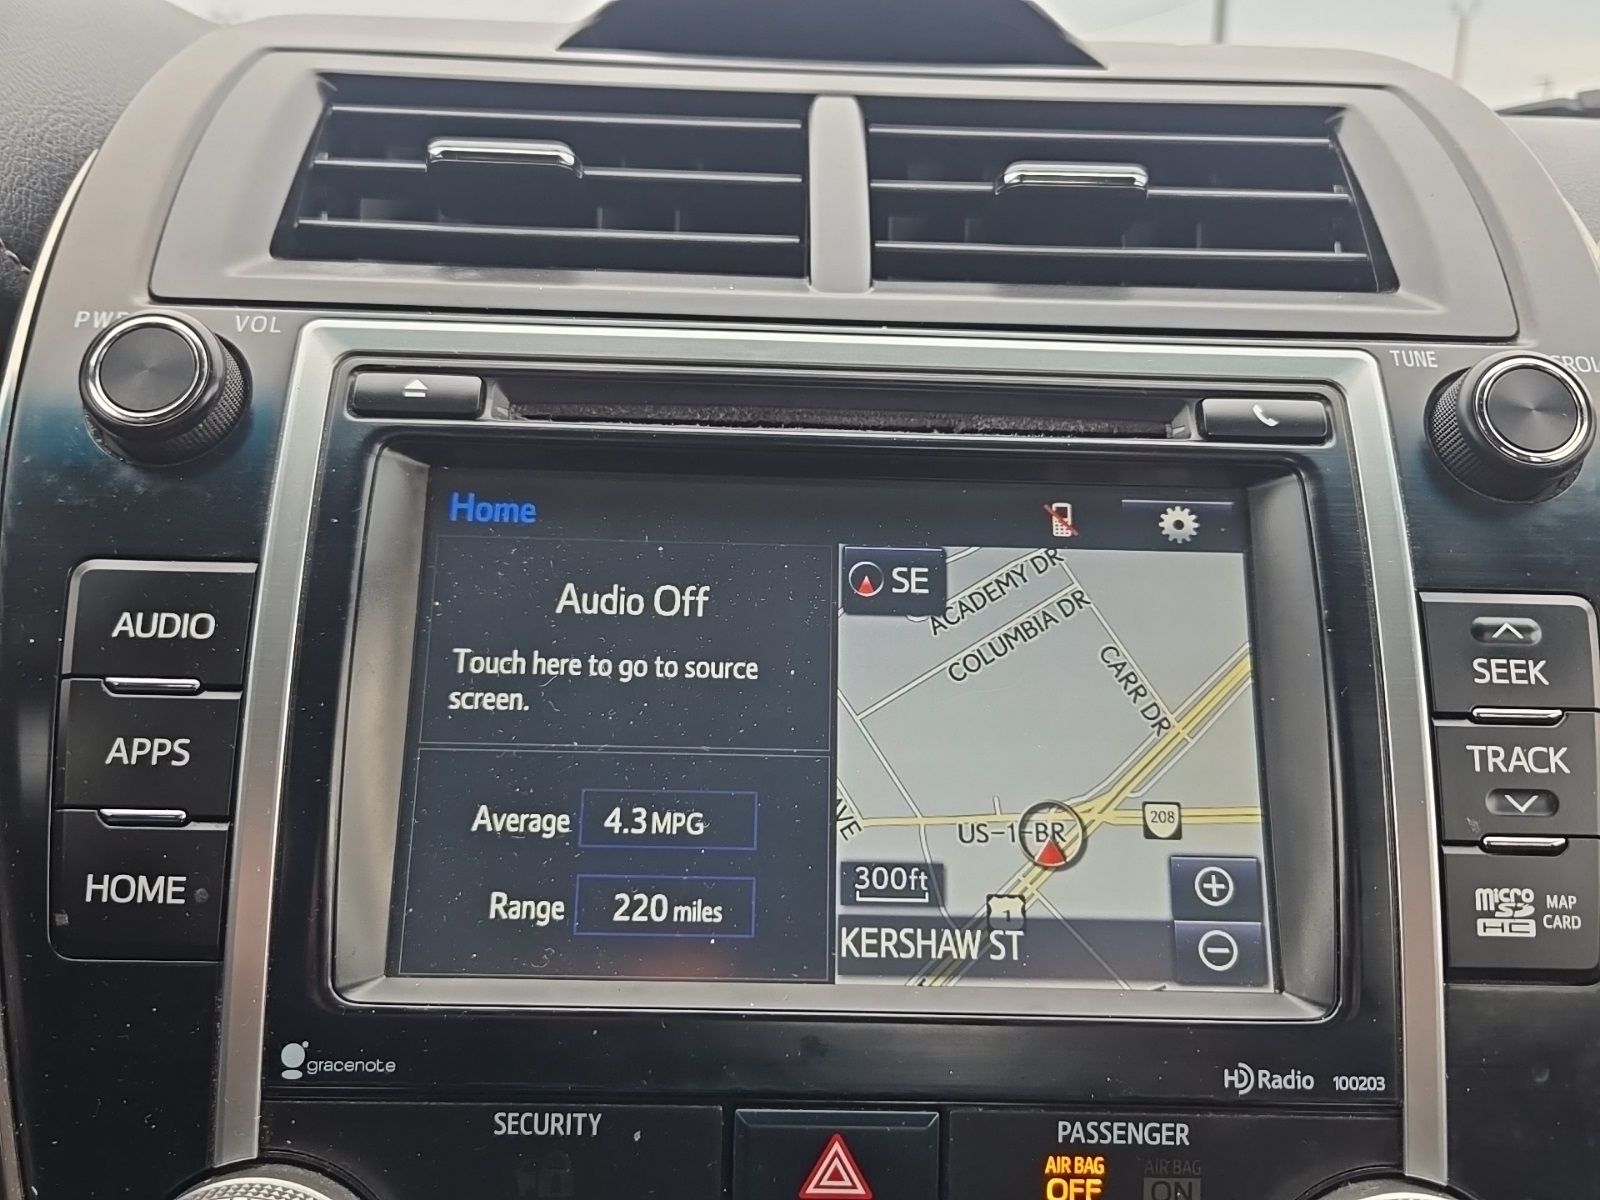 PWR
VOL
TUNE
AUDIO
APPS
HOME
Home
Audio Off
Touch here to go to source
screen.
Average 4.3 MPG
Range 220 miles
SE
ACADEMY DR
COLUMBIA DR
CARR DR
AVE
US-1-BR
208
300ft
1
KERSHAW ST
SEEK
TRACK
micro
SD
HC
MAP
CARD
gracenote
HD Radio 100203
SECURITY
PASSENGER
AIR BAG
OFF
AIR BAG
ON